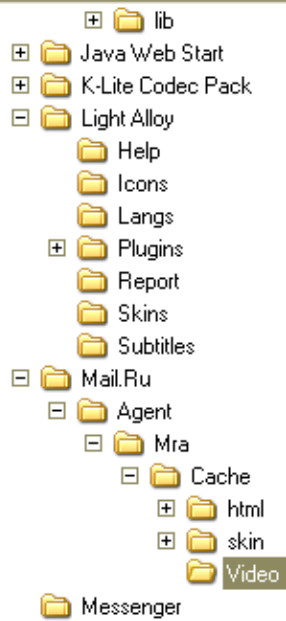 lib
Java Web Start
K-Lite Codec Pack
Light Alloy
Help
Icons
Langs
Plugins
Report
Skins
Subtitles
Mail.Ru
Agent
Mra
Cache
html
skin
Video
Messenger